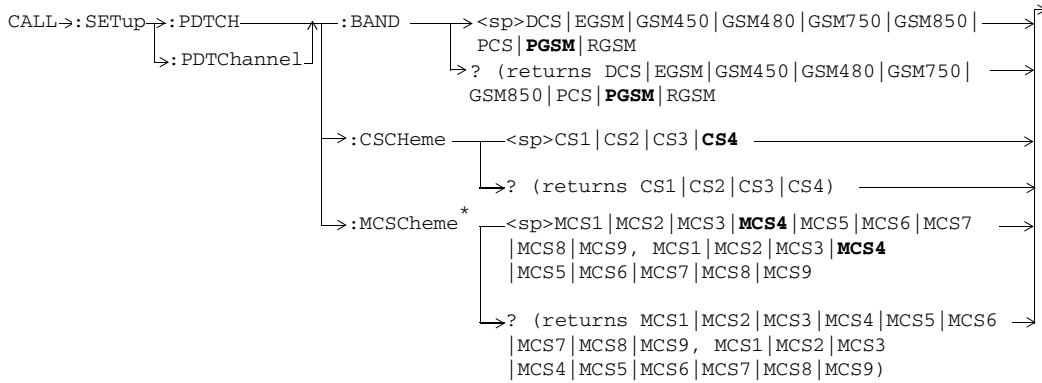 CALL :SETup :PDTCH :BAND <sp>DCS|EGSM|GSM450|GSM480|GSM750|GSM850|
PCS|PGSM|RGSM
:PDTChannel
? (returns DCS|EGSM|GSM450|GSM480|GSM750|
GSM850|PCS|PGSM|RGSM
:CSCHeme <sp>CS1|CS2|CS3|CS4
? (returns CS1|CS2|CS3|CS4)
:MCSCheme* <sp>MCS1|MCS2|MCS3|MCS4|MCS5|MCS6|MCS7
|MCS8|MCS9, MCS1|MCS2|MCS3|MCS4
|MCS5|MCS6|MCS7|MCS8|MCS9
? (returns MCS1|MCS2|MCS3|MCS4|MCS5|MCS6
|MCS7|MCS8|MCS9, MCS1|MCS2|MCS3
|MCS4|MCS5|MCS6|MCS7|MCS8|MCS9)